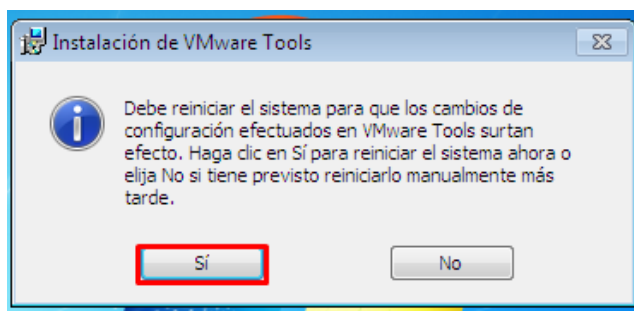 Instalación de VMware Tools
Debe reiniciar el sistema para que los cambios de
configuración efectuados en VMware Tools surtan
efecto. Haga clic en Sí para reiniciar el sistema ahora o
elija No si tiene previsto reiniciarlo manualmente más
tarde.
Sí
No